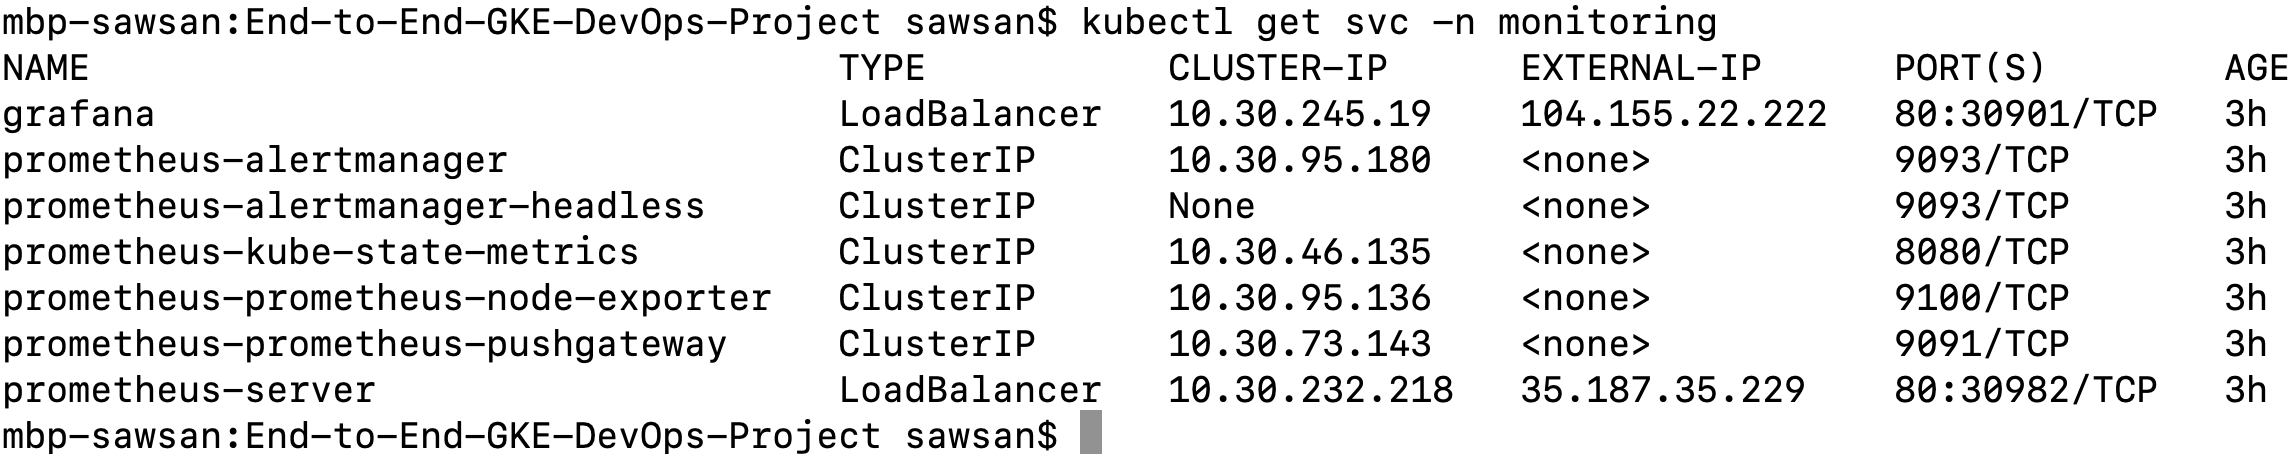 mbp-sawsan:End-to-End-GKE-DevOps-Project sawsan$ kubectl get svc -n monitoring
NAME TYPE CLUSTER-IP EXTERNAL-IP PORT(S) AGE
grafana LoadBalancer 10.30.245.19 104.155.22.222 80:30901/TCP 3h
prometheus-alertmanager ClusterIP 10.30.95.180 <none> 9093/TCP 3h
prometheus-alertmanager-headless ClusterIP None <none> 9093/TCP 3h
prometheus-kube-state-metrics ClusterIP 10.30.46.135 <none> 8080/TCP 3h
prometheus-prometheus-node-exporter ClusterIP 10.30.95.136 <none> 9100/TCP 3h
prometheus-prometheus-pushgateway ClusterIP 10.30.73.143 <none> 9091/TCP 3h
prometheus-server LoadBalancer 10.30.232.218 35.187.35.229 80:30982/TCP 3h
mbp-sawsan:End-to-End-GKE-DevOps-Project sawsan$